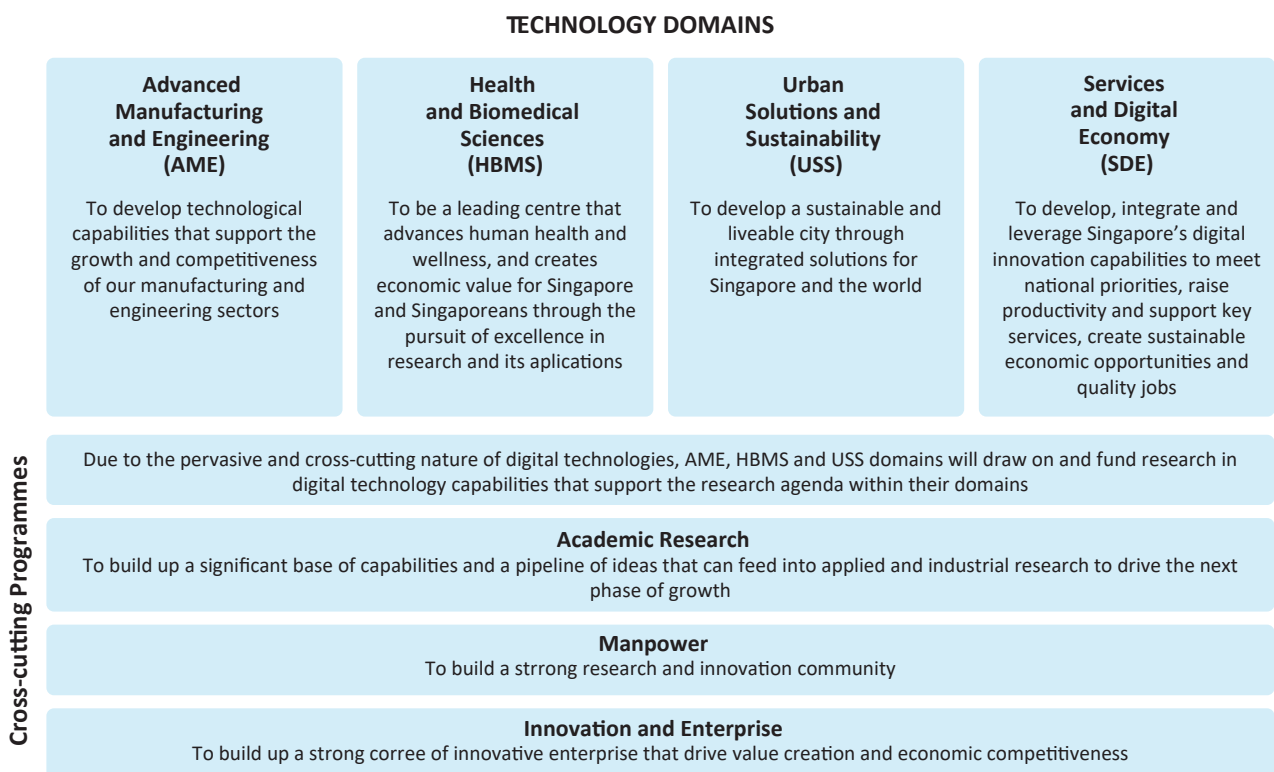 TECHNOLOGY DOMAINS
Advanced
Manufacturing
and Engineering
(AME)
To develop technological
capabilities that support the
growth and competitiveness
of our manufacturing and
engineering sectors
Health
and Biomedical
Sciences
(HBMS)
To be a leading centre that
advances human health and
wellness, and creates
economic value for Singapore
and Singaporeans through the
pursuit of excellence in
research and its aplications
Urban
Solutions and
Sustainability
(USS)
To develop a sustainable and
liveable city through
integrated solutions for
Singapore and the world
Services
and Digital
Economy
(SDE)
To develop, integrate and
leverage Singapore’s digital
innovation capabilities to meet
national priorities, raise
productivity and support key
services, create sustainable
economic opportunities and
quality jobs
Cross-cutting Programmes
Due to the pervasive and cross-cutting nature of digital technologies, AME, HBMS and USS domains will draw on and fund research in
digital technology capabilities that support the research agenda within their domains
Academic Research
To build up a significant base of capabilities and a pipeline of ideas that can feed into applied and industrial research to drive the next
phase of growth
Manpower
To build a strrong research and innovation community
Innovation and Enterprise
To build up a strong corree of innovative enterprise that drive value creation and economic competitiveness